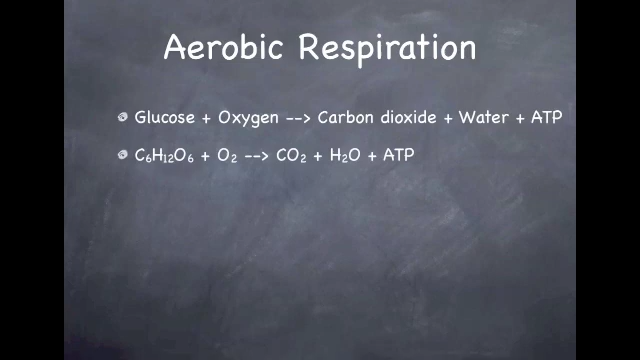 Aerobic Respiration
Glucose + Oxygen --> Carbon dioxide + Water + ATP
C₆H₁₂O₆ + O₂ --> CO₂ + H₂O + ATP